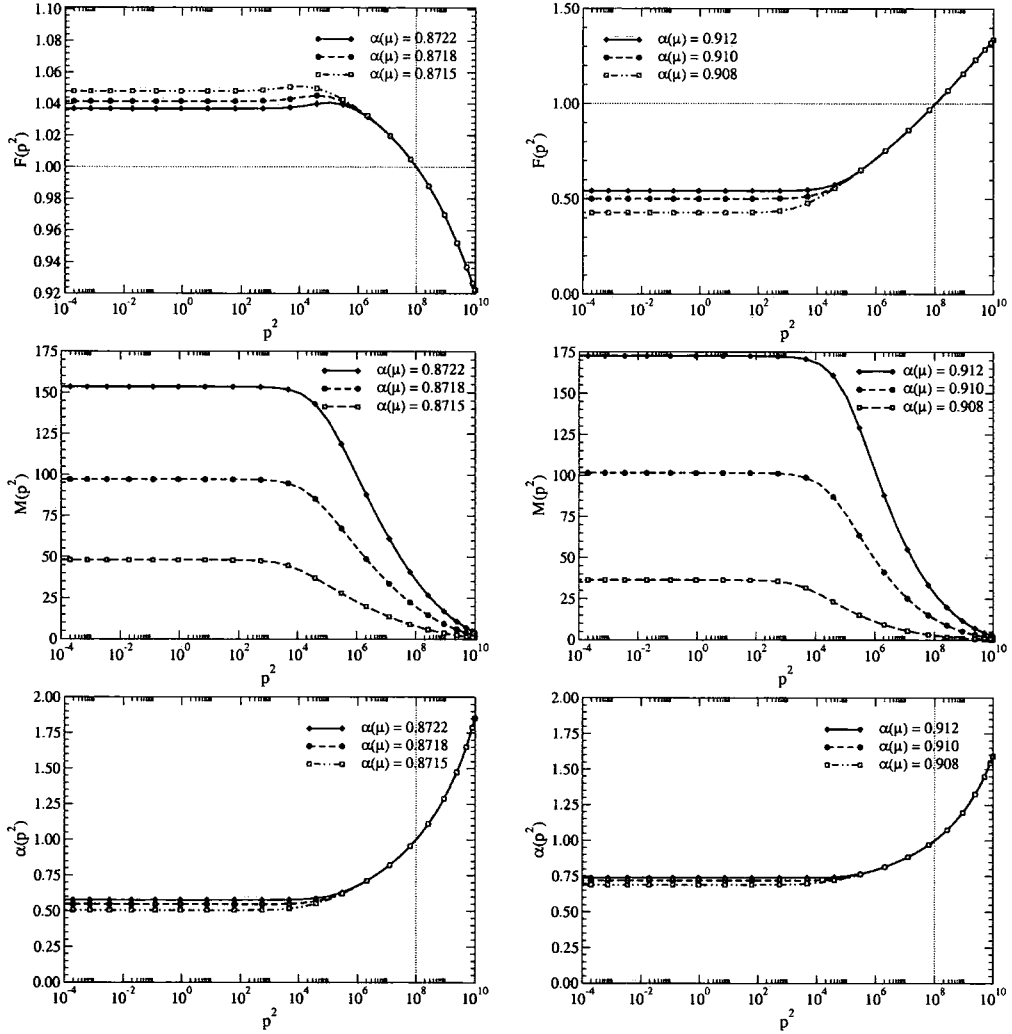 1.10
1.08
1.06
1.04
1.02
1.00
0.98
0.96
0.94
0.92
F(p²)
α(μ) = 0.8722
α(μ) = 0.8718
α(μ) = 0.8715
10⁻⁴ 10⁻² 10⁰ 10² 10⁴ 10⁶ 10⁸ 10¹⁰
p²
1.50
1.00
0.50
0.00
F(p²)
α(μ) = 0.912
α(μ) = 0.910
α(μ) = 0.908
10⁻⁴ 10⁻² 10⁰ 10² 10⁴ 10⁶ 10⁸ 10¹⁰
p²
175
150
125
100
75
50
25
0
M(p²)
α(μ) = 0.8722
α(μ) = 0.8718
α(μ) = 0.8715
10⁻⁴ 10⁻² 10⁰ 10² 10⁴ 10⁶ 10⁸ 10¹⁰
p²
175
150
125
100
75
50
25
0
M(p²)
α(μ) = 0.912
α(μ) = 0.910
α(μ) = 0.908
10⁻⁴ 10⁻² 10⁰ 10² 10⁴ 10⁶ 10⁸ 10¹⁰
p²
2.00
1.75
1.50
1.25
1.00
0.75
0.50
0.25
0.00
α(p²)
α(μ) = 0.8722
α(μ) = 0.8718
α(μ) = 0.8715
10⁻⁴ 10⁻² 10⁰ 10² 10⁴ 10⁶ 10⁸ 10¹⁰
p²
2.00
1.75
1.50
1.25
1.00
0.75
0.50
0.25
0.00
α(p²)
α(μ) = 0.912
α(μ) = 0.910
α(μ) = 0.908
10⁻⁴ 10⁻² 10⁰ 10² 10⁴ 10⁶ 10⁸ 10¹⁰
p²